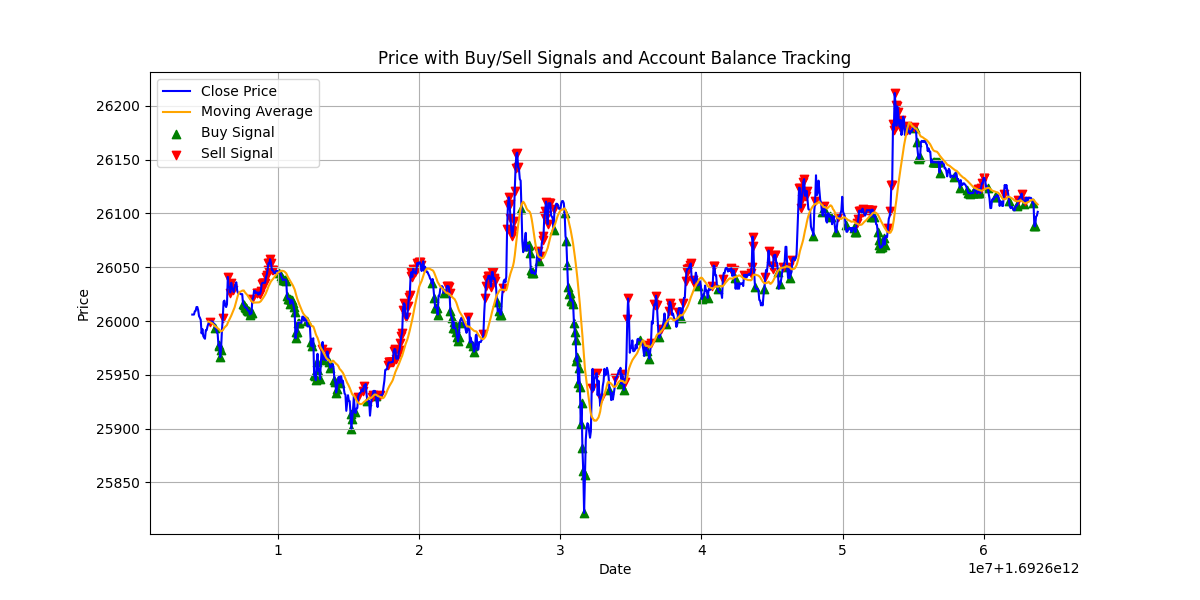 Price with Buy/Sell Signals and Account Balance Tracking
Close Price
Moving Average
Buy Signal
Sell Signal
26200
26150
26100
26050
26000
25950
25900
25850
Price
1 2 3 4 5 6
Date
1e7+1.6926e12